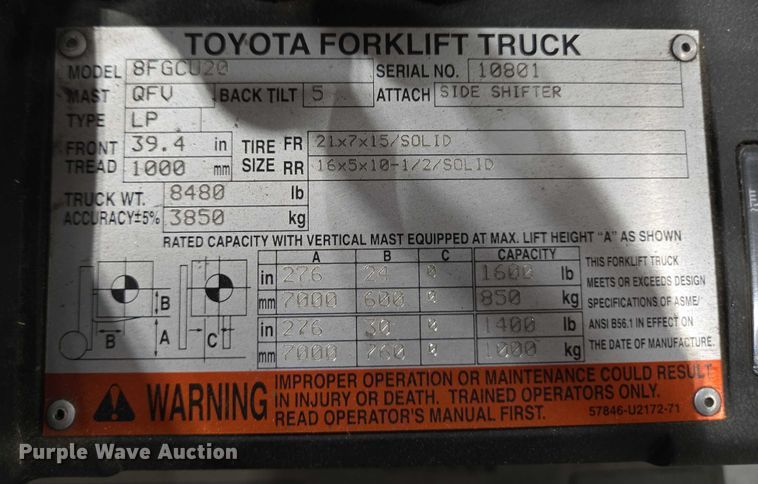 TOYOTA FORKLIFT TRUCK
MODEL 8FGCU20 SERIAL NO. 10801
MAST QFV BACK TILT 5 ATTACH SIDE SHIFTER
TYPE LP
FRONT 39.4 in TIRE FR 21x7x15/SOLID
TREAD 1000 mm SIZE RR 16x5x10-1/2/SOLID
TRUCK WT. 8480 lb
ACCURACY±5% 3850 kg
RATED CAPACITY WITH VERTICAL MAST EQUIPPED AT MAX. LIFT HEIGHT "A" AS SHOWN
A B C CAPACITY
in 276 24 0 1600 lb
mm 7000 600 0 850 kg
in 276 30 0 1400 lb
mm 7000 760 0 kg
B
B A C
THIS FORKLIFT TRUCK
MEETS OR EXCEEDS DESIGN
SPECIFICATIONS OF ASME/
ANSI B56.1 IN EFFECT ON
THE DATE OF MANUFACTURE.
WARNING
IMPROPER OPERATION OR MAINTENANCE COULD RESULT
IN INJURY OR DEATH. TRAINED OPERATORS ONLY.
READ OPERATOR'S MANUAL FIRST. 57846-U2172-71
Purple Wave Auction